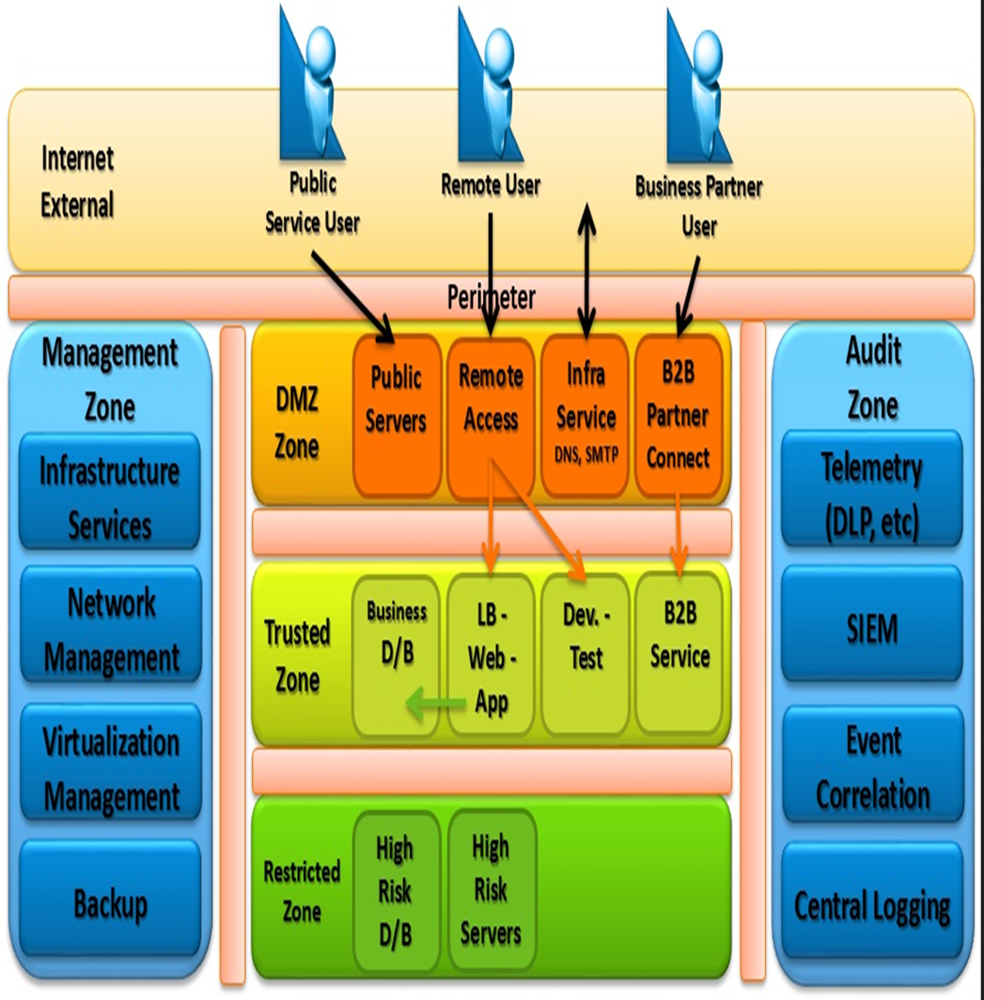 Internet
External
Public
Service User
Remote User
Business Partner
User
Perimeter
Management
Zone
Infrastructure
Services
Network
Management
Virtualization
Management
Backup
DMZ
Zone
Public
Servers
Remote
Access
Infra
Service
DNS, SMTP
B2B
Partner
Connect
Trusted
Zone
Business
D/B
LB -
Web -
App
Dev. -
Test
B2B
Service
Restricted
Zone
High
Risk
D/B
High
Risk
Servers
Audit
Zone
Telemetry
(DLP, etc)
SIEM
Event
Correlation
Central Logging